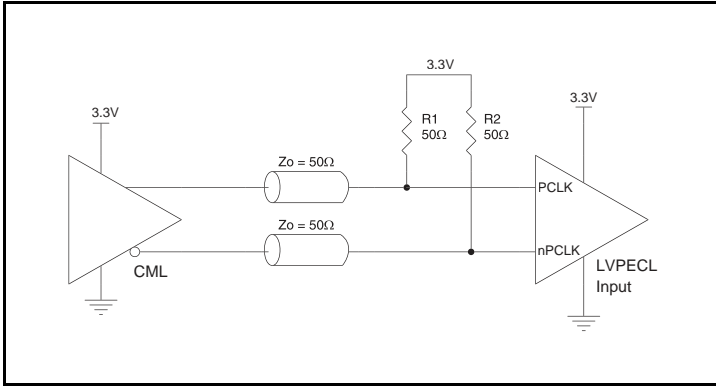 3.3V
3.3V
3.3V
R1
50Ω
R2
50Ω
Zo = 50Ω
PCLK
Zo = 50Ω
nPCLK
CML
LVPECL
Input